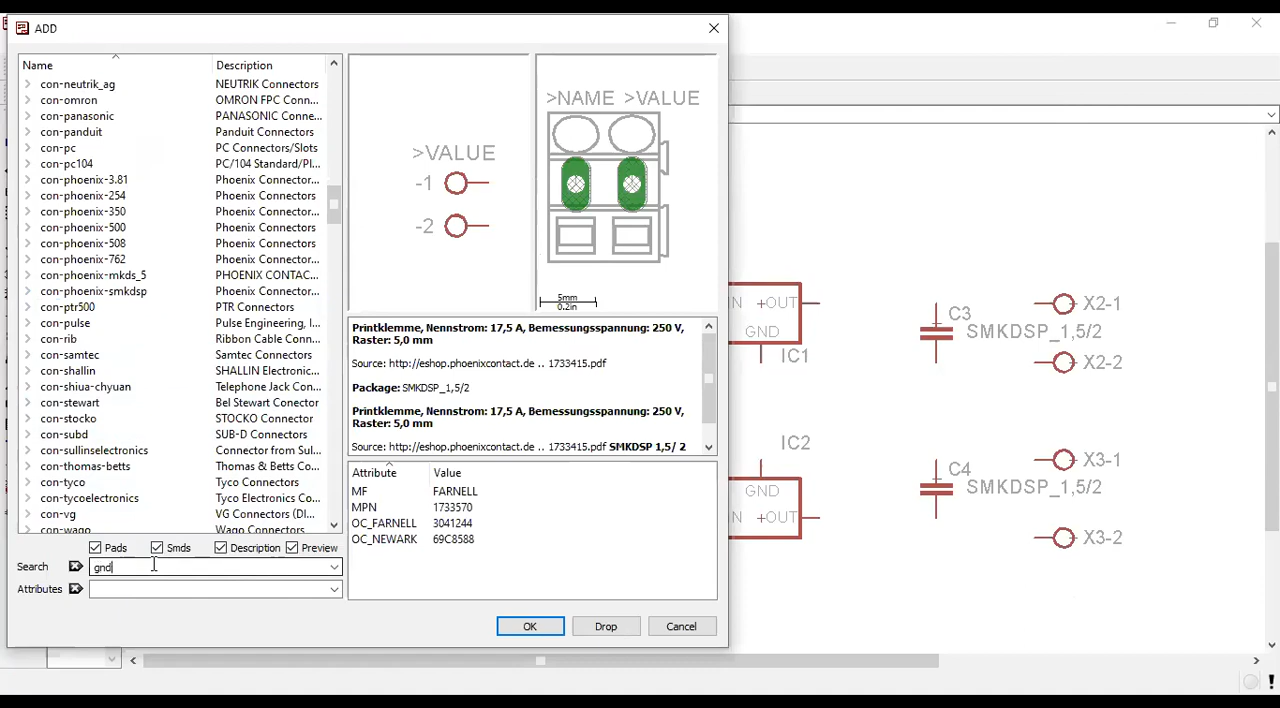 ADD
Name Description
con-neutrik_ag NEUTRIK Connectors
con-omron OMRON FPC Conn...
con-panasonic PANASONIC Conne...
con-panduit Panduit Connectors
con-pc PC Connectors/Slots
con-pc104 PC/104 Standard/Pl...
con-phoenix-3.81 Phoenix Connector...
con-phoenix-254 Phoenix Connectors
con-phoenix-350 Phoenix Connectors
con-phoenix-500 Phoenix Connectors
con-phoenix-508 Phoenix Connectors
con-phoenix-762 Phoenix Connectors
con-phoenix-mkds_5 PHOENIX CONTAC...
con-phoenix-smkdsp Phoenix Connector...
con-ptr500 PTR Connectors
con-pulse Pulse Engineering, I...
con-rib Ribbon Cable Conn...
con-samtec Samtec Connectors
con-shallin SHALLIN Electronic...
con-shiua-chyuan Telephone Jack Con...
con-stewart Bel Stewart Conector
con-stocko STOCKO Connector
con-subd SUB-D Connectors
con-sullinselectronics Connector from Sul...
con-thomas-betts Thomas & Betts Co...
con-tyco Tyco Connectors
con-tycoelectronics Tyco Electronics Co...
con-vg VG Connectors (DI...
con-wago Wago Connectors
Pads Smds Description Preview
Search gnd
Attributes
>VALUE
-1
-2
>NAME >VALUE
5mm
0.2in
Printklemme, Nennstrom: 17,5 A, Bemessungsspannung: 250 V,
Raster: 5,0 mm
Source: http://eshop.phoenixcontact.de .. 1733415.pdf
Package: SMKDSP_1,5/2
Printklemme, Nennstrom: 17,5 A, Bemessungsspannung: 250 V,
Raster: 5,0 mm
Source: http://eshop.phoenixcontact.de .. 1733415.pdf SMKDSP 1,5/ 2
Attribute Value
MF FARNELL
MPN 1733570
OC_FARNELL 3041244
OC_NEWARK 69C8588
OK Drop Cancel
IN +OUT
GND
IC1
C3
SMKDSP_1,5/2
X2-1
X2-2
IC2
GND
IN +OUT
C4
SMKDSP_1,5/2
X3-1
X3-2